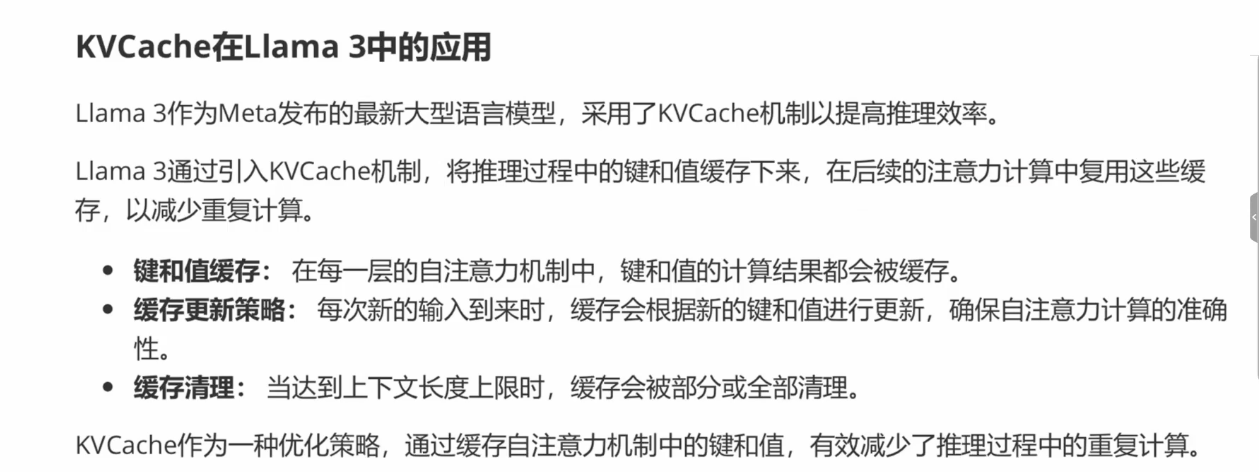 KVCache在Llama 3中的应用
Llama 3作为Meta发布的最新大型语言模型，采用了KVCache机制以提高推理效率。
Llama 3通过引入KVCache机制，将推理过程中的键和值缓存下来，在后续的注意力计算中复用这些缓
存，以减少重复计算。
• 键和值缓存： 在每一层的自注意力机制中，键和值的计算结果都会被缓存。
• 缓存更新策略： 每次新的输入到来时，缓存会根据新的键和值进行更新，确保自注意力计算的准确
性。
• 缓存清理： 当达到上下文长度上限时，缓存会被部分或全部清理。
KVCache作为一种优化策略，通过缓存自注意力机制中的键和值，有效减少了推理过程中的重复计算。